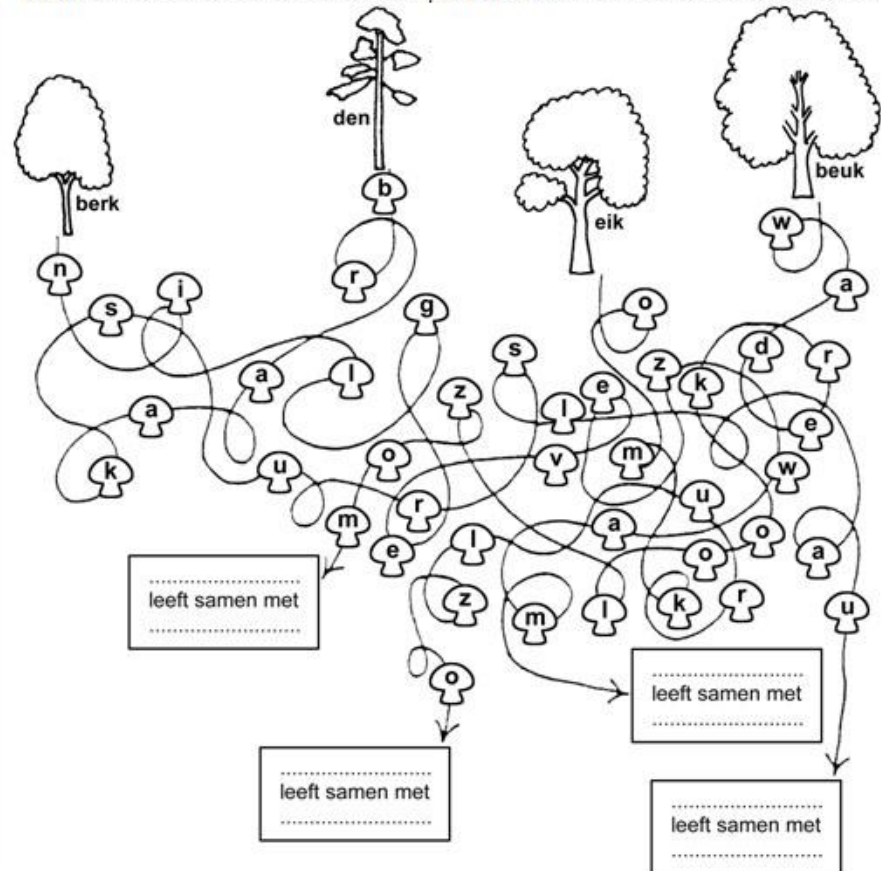 den
berk
eik
beuk
b
w
n
i
r
a
s
g
o
d
r
s
l
a
z
e
z
k
a
l
e
o
v
m
k
u
w
r
u
m
a
o
e
l
o
a
z
m
l
k
r
u
o
leeft samen met
leeft samen met
leeft samen met
leeft samen met